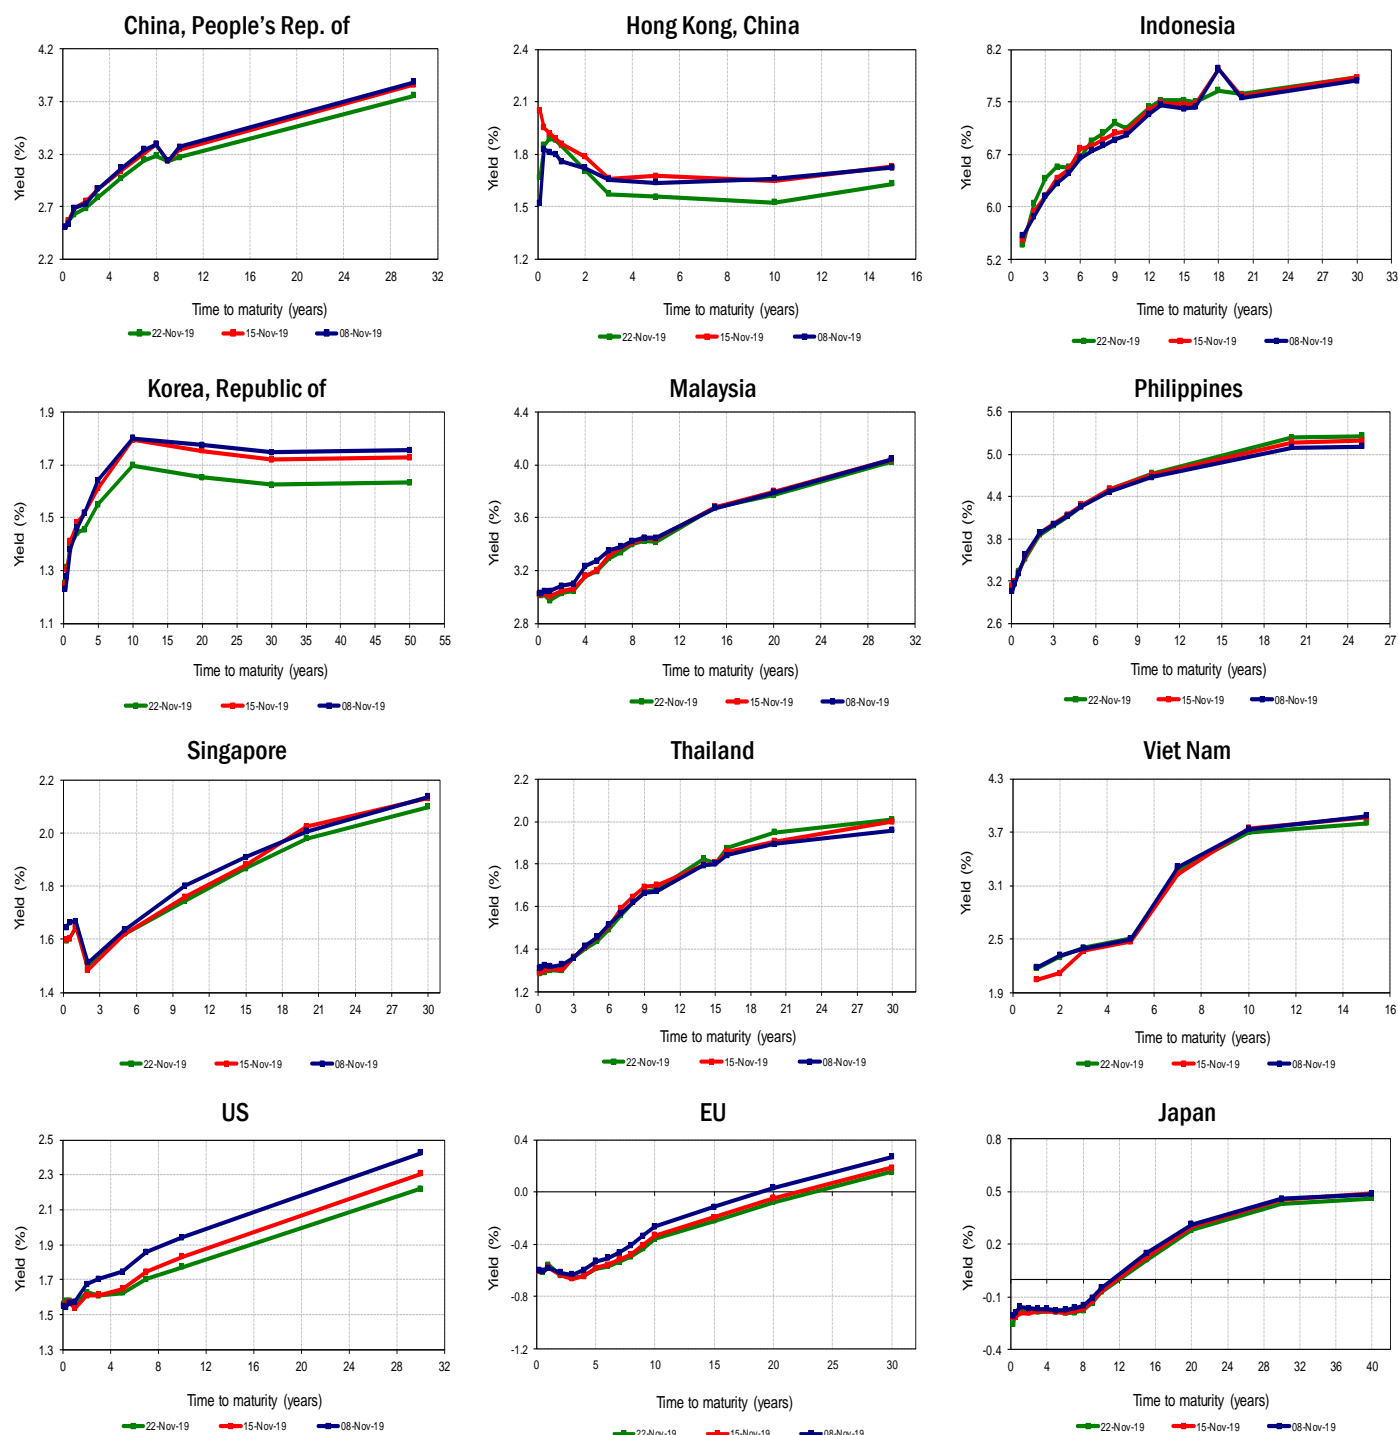 China, People's Rep. of
Yield (%)
4.2
3.7
3.2
2.7
2.2
0 4 8 12 16 20 24 28 32
Time to maturity (years)
22-Nov-19 15-Nov-19 08-Nov-19
Hong Kong, China
Yield (%)
2.4
2.1
1.8
1.5
1.2
0 2 4 6 8 10 12 14 16
Time to maturity (years)
22-Nov-19 15-Nov-19 08-Nov-19
Indonesia
Yield (%)
8.2
7.5
6.7
6.0
5.2
0 3 6 9 12 15 18 21 24 27 30 33
Time to maturity (years)
22-Nov-19 15-Nov-19 08-Nov-19
Korea, Republic of
Yield (%)
1.9
1.7
1.5
1.3
1.1
0 5 10 15 20 25 30 35 40 45 50 55
Time to maturity (years)
22-Nov-19 15-Nov-19 08-Nov-19
Malaysia
Yield (%)
4.4
4.0
3.6
3.2
2.8
0 4 8 12 16 20 24 28 32
Time to maturity (years)
22-Nov-19 15-Nov-19 08-Nov-19
Philippines
Yield (%)
5.6
5.0
4.4
3.8
3.2
2.6
0 3 6 9 12 15 18 21 24 27
Time to maturity (years)
22-Nov-19 15-Nov-19 08-Nov-19
Singapore
Yield (%)
2.2
2.0
1.8
1.6
1.4
0 3 6 9 12 15 18 21 24 27 30
Time to maturity (years)
22-Nov-19 15-Nov-19 08-Nov-19
Thailand
Yield (%)
2.2
2.0
1.8
1.6
1.4
1.2
0 3 6 9 12 15 18 21 24 27 30
Time to maturity (years)
22-Nov-19 15-Nov-19 08-Nov-19
Viet Nam
Yield (%)
4.3
3.7
3.1
2.5
1.9
0 2 4 6 8 10 12 14 16
Time to maturity (years)
22-Nov-19 15-Nov-19 08-Nov-19
US
Yield (%)
2.5
2.3
2.1
1.9
1.7
1.5
1.3
0 4 8 12 16 20 24 28 32
Time to maturity (years)
22-Nov-19 15-Nov-19 08-Nov-19
EU
Yield (%)
0.4
0.0
-0.4
-0.8
-1.2
0 5 10 15 20 25 30
Time to maturity (years)
22-Nov-19 15-Nov-19 08-Nov-19
Japan
Yield (%)
0.8
0.5
0.2
-0.1
-0.4
0 4 8 12 16 20 24 28 32 36 40
Time to maturity (years)
22-Nov-19 15-Nov-19 08-Nov-19